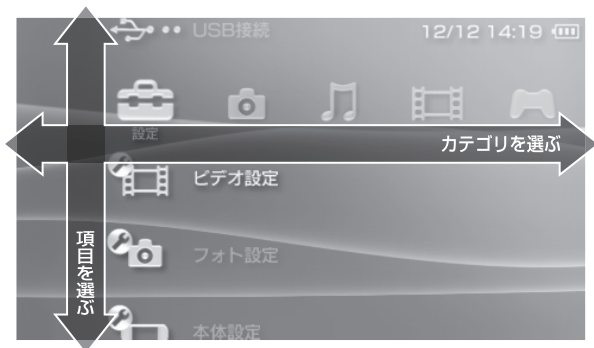 USB接続
12/12 14:19
設定
カテゴリを選ぶ
ビデオ設定
項目を選ぶ
フォト設定
本体設定